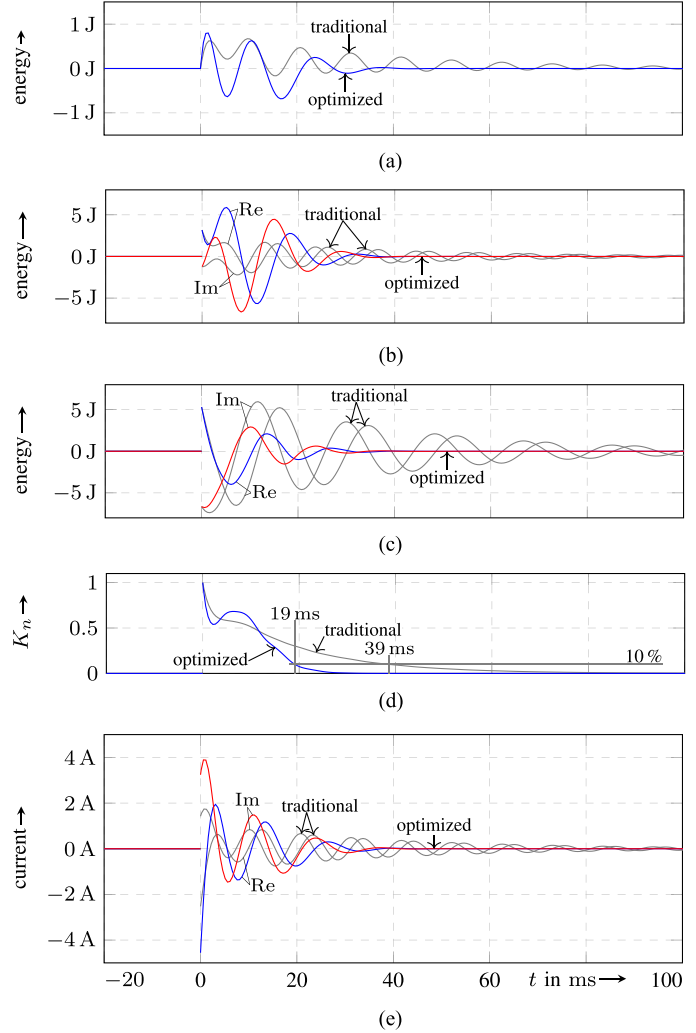 1 J
traditional
energy
0 J
optimized
−1 J
(a)
5 J
Re
traditional
energy
0 J
Im
optimized
−5 J
(b)
5 J
Im
traditional
energy
0 J
optimized
−5 J
Re
(c)
1
19 ms
Kn
0.5
traditional
39 ms
optimized
10 %
0
(d)
4 A
2 A
Im
traditional
optimized
current
0 A
Re
−2 A
−4 A
−20 0 20 40 60 t in ms 100
(e)